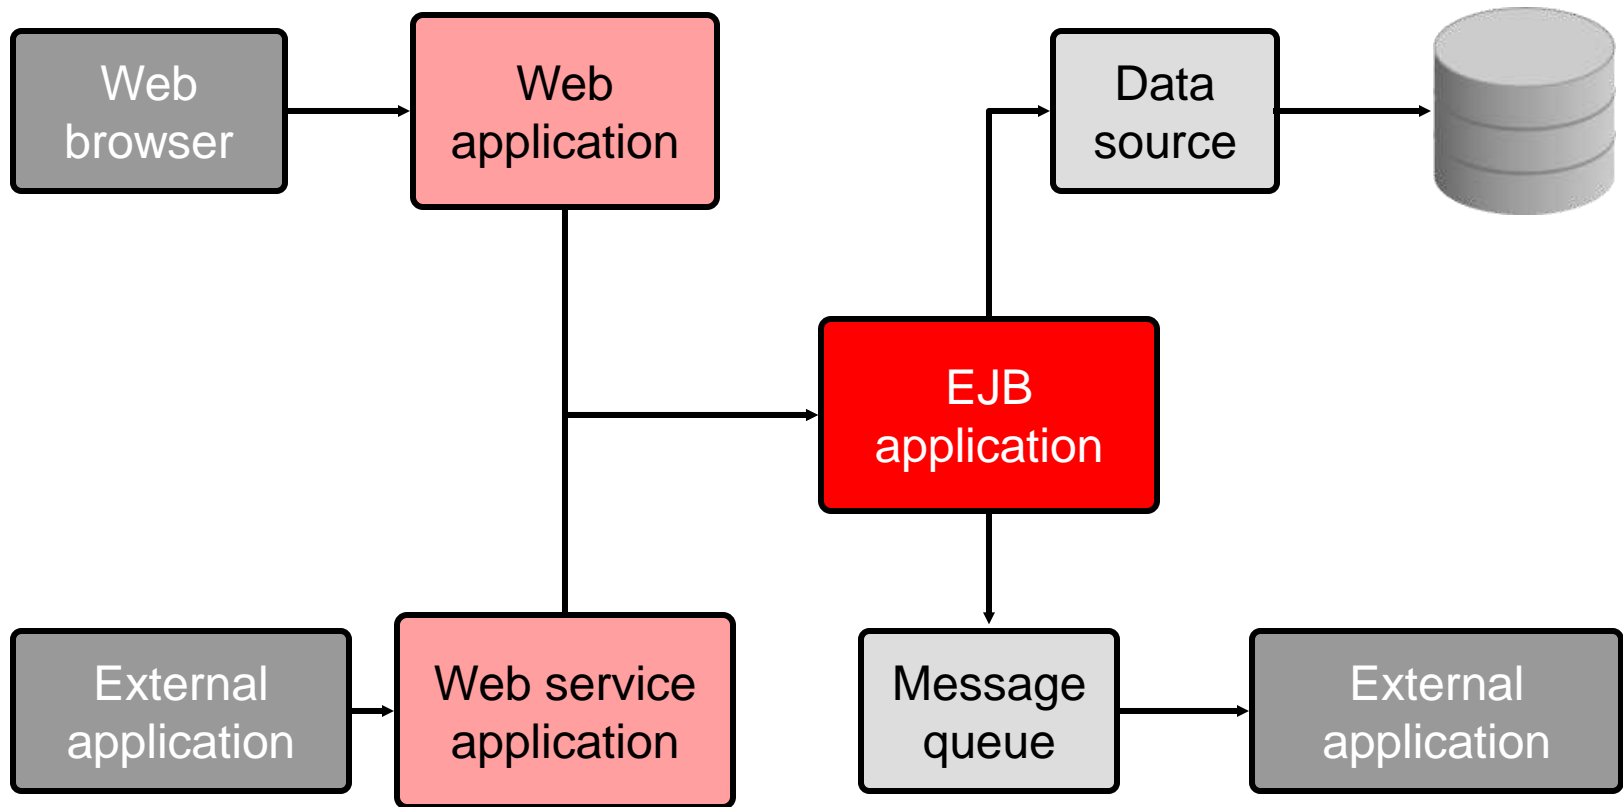 Web
browser
Web
application
Data
source
EJB
application
External
application
Web service
application
Message
queue
External
application